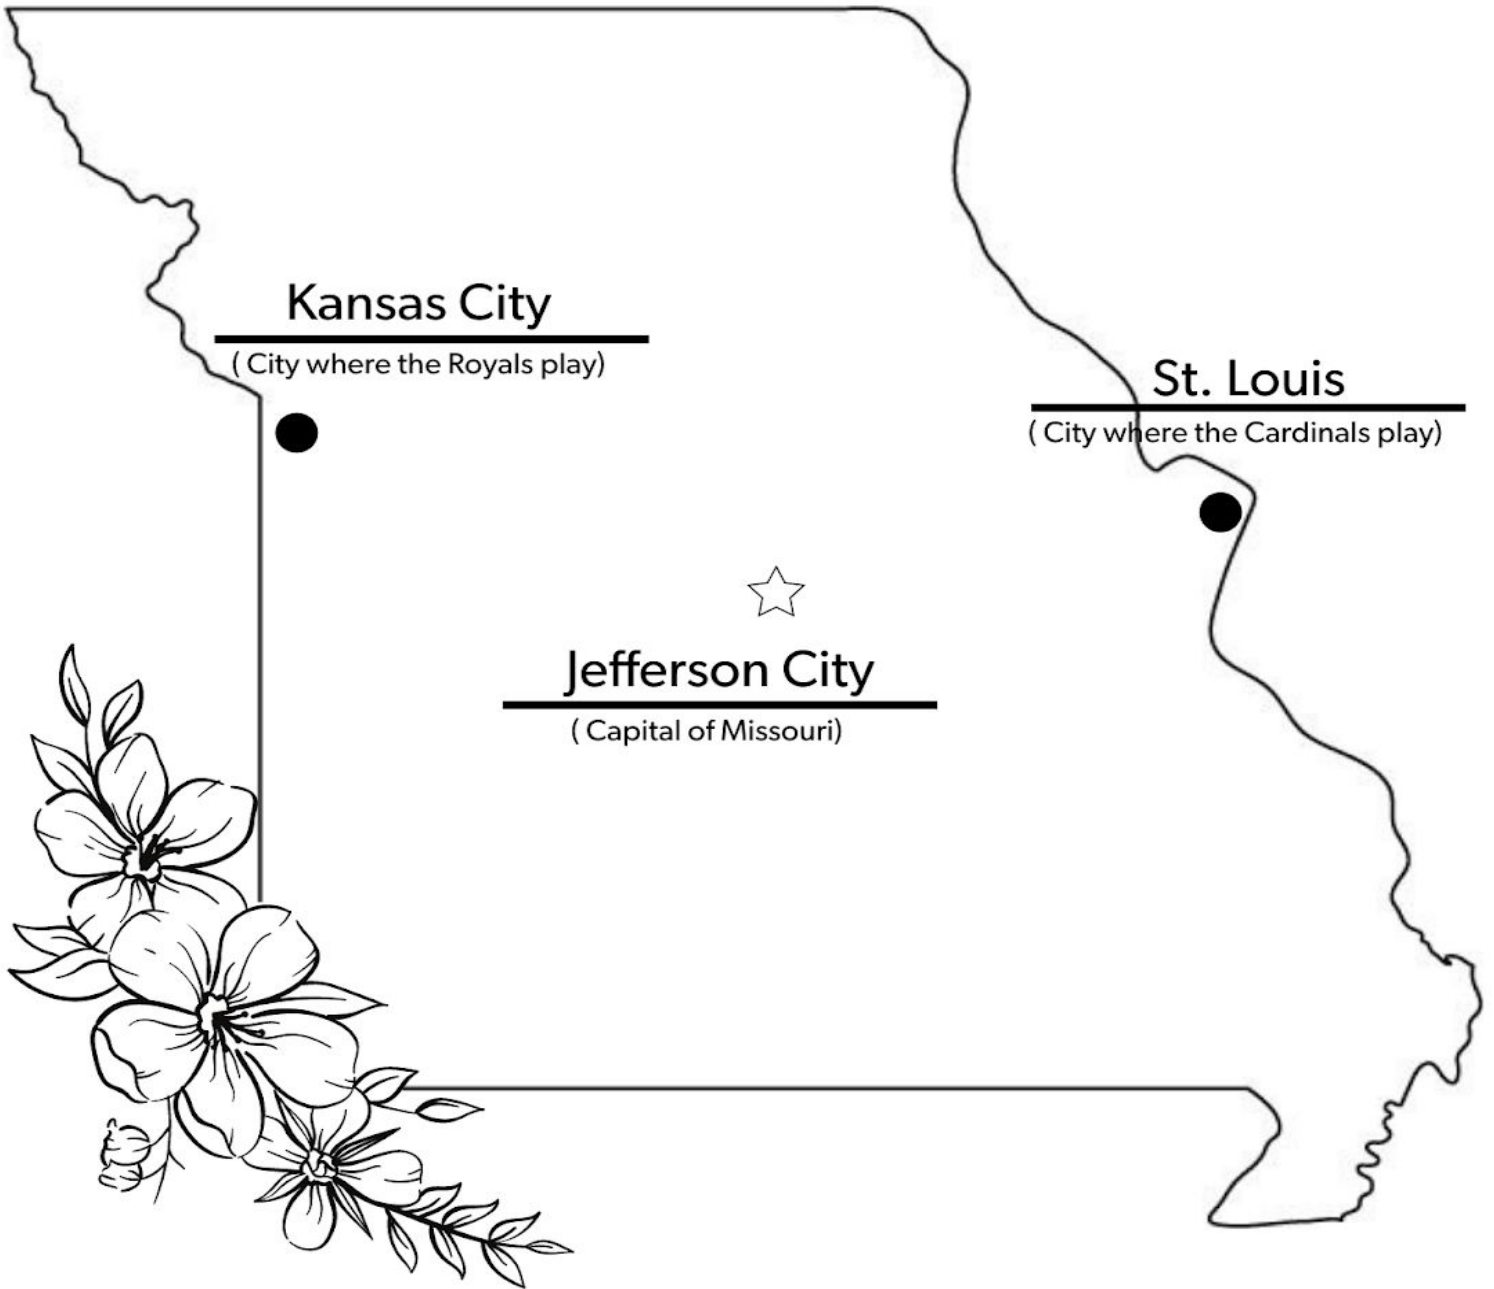 Kansas City
( City where the Royals play)
St. Louis
( City where the Cardinals play)
Jefferson City
( Capital of Missouri)